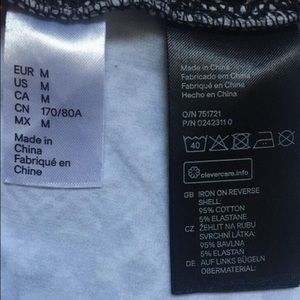 EUR M
US M
CA M
CN 170/80A
MX M
Made in
China
Fabriqué en
Chine
Made in China
Fabricado em China
Fabriqué en Chine
Hecho en China
O/N 751721
P/N 0242311 0
40
clevercare.info
GB IRON ON REVERSE
SHELL:
95% COTTON
5% ELASTANE
CZ ŽEHLIT NA RUBU
SVRCHNÍ LÁTKA:
95% BAVLNA
5% ELASTANE
DE AUF LINKS BÜGELN
OBERMATERIAL: